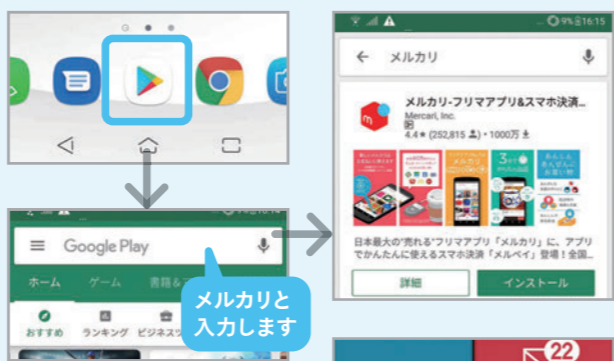 9% 16:15
メルカリ
メルカリ-フリマアプリ&スマホ決済...
Mercari, Inc.
4.4★ (252,815) • 1000万
日本最大の"売れる"フリマアプリ「メルカリ」に、アプリ
でかんたんに使えるスマホ決済「メルペイ」登場!全国...
詳細
インストール
Google Play
ホーム ゲーム 書籍&
おすすめ ランキング ビジネス
メルカリと
入力します
22